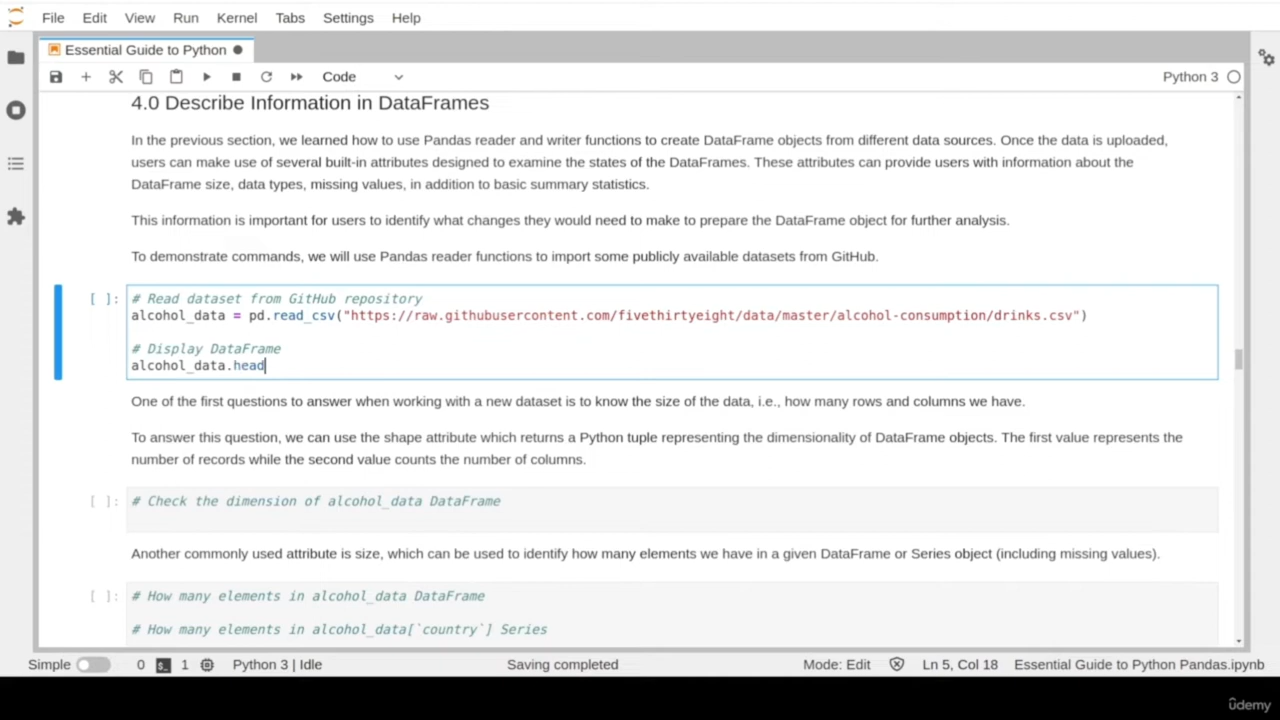 File Edit View Run Kernel Tabs Settings Help
Essential Guide to Python
Code Python 3
4.0 Describe Information in DataFrames
In the previous section, we learned how to use Pandas reader and writer functions to create DataFrame objects from different data sources. Once the data is uploaded,
users can make use of several built-in attributes designed to examine the states of the DataFrames. These attributes can provide users with information about the
DataFrame size, data types, missing values, in addition to basic summary statistics.
This information is important for users to identify what changes they would need to make to prepare the DataFrame object for further analysis.
To demonstrate commands, we will use Pandas reader functions to import some publicly available datasets from GitHub.
[ ]: # Read dataset from GitHub repository
alcohol_data = pd.read_csv("https://raw.githubusercontent.com/fivethirtyeight/data/master/alcohol-consumption/drinks.csv")
# Display DataFrame
alcohol_data.head
One of the first questions to answer when working with a new dataset is to know the size of the data, i.e., how many rows and columns we have.
To answer this question, we can use the shape attribute which returns a Python tuple representing the dimensionality of DataFrame objects. The first value represents the
number of records while the second value counts the number of columns.
[ ]: # Check the dimension of alcohol_data DataFrame
Another commonly used attribute is size, which can be used to identify how many elements we have in a given DataFrame or Series object (including missing values).
[ ]: # How many elements in alcohol_data DataFrame
# How many elements in alcohol_data[`country`] Series
Simple 0 1 Python 3 | Idle Saving completed Mode: Edit Ln 5, Col 18 Essential Guide to Python Pandas.ipynb
ûdemy